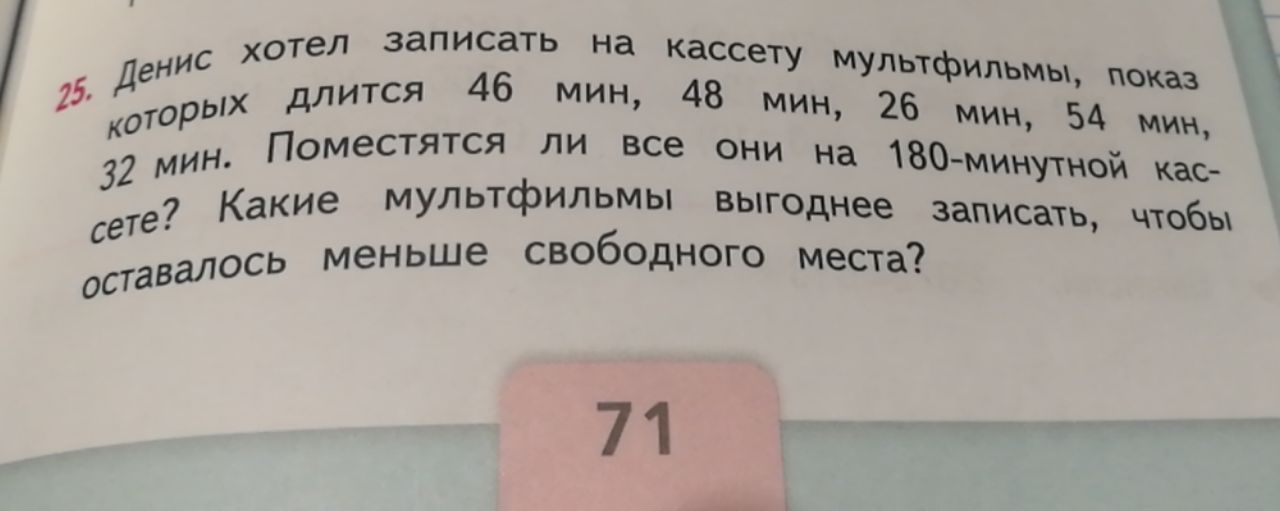 25. Денис хотел записать на кассету мультфильмы, показ
которых длится 46 мин, 48 мин, 26 мин, 54 мин,
32 мин. Поместятся ли все они на 180-минутной кас-
сете? Какие мультфильмы выгоднее записать, чтобы
оставалось меньше свободного места?
71